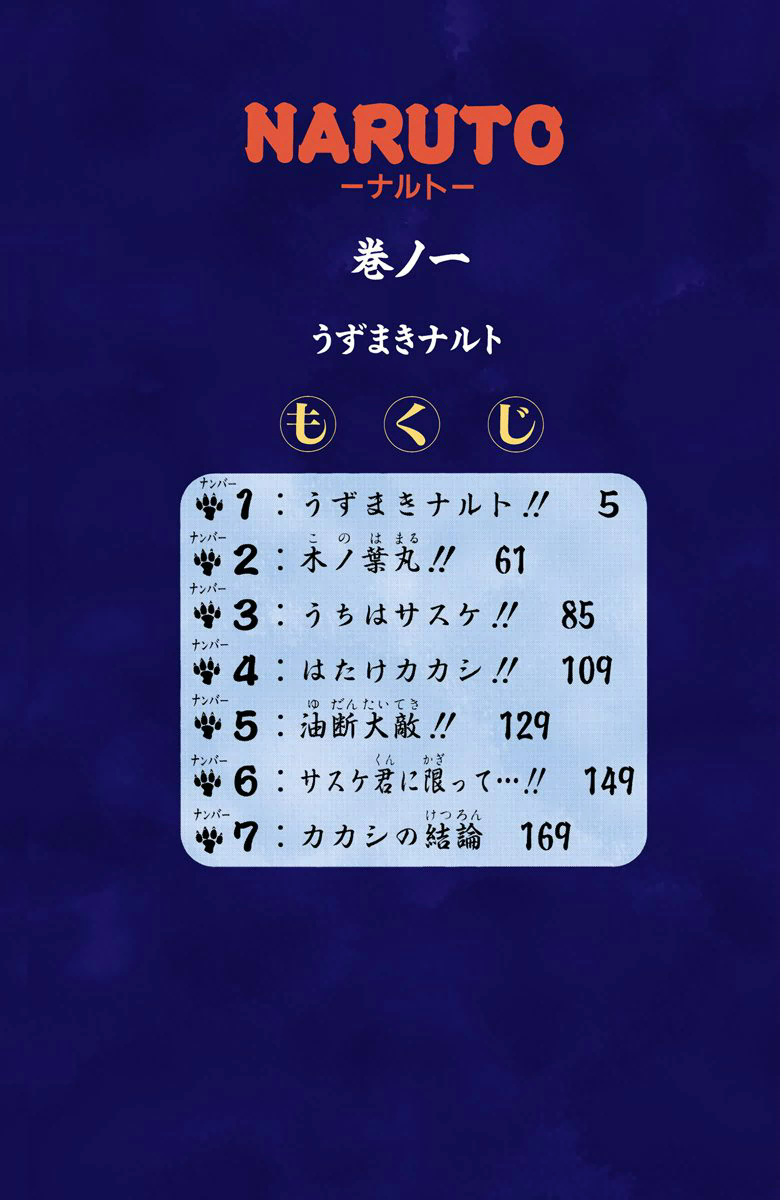 NARUTO
ーナルトー
巻ノ一
うずまきナルト
もくじ
ナンバー
1：うずまきナルト!! 5
ナンバー このはまる
2：木ノ葉丸!! 61
ナンバー
3：うちはサスケ!! 85
ナンバー
4：はたけカカシ!! 109
ナンバー ゆだんたいてき
5：油断大敵!! 129
ナンバー くん かぎ
6：サスケ君に限って…!! 149
ナンバー けつろん
7：カカシの結論 169